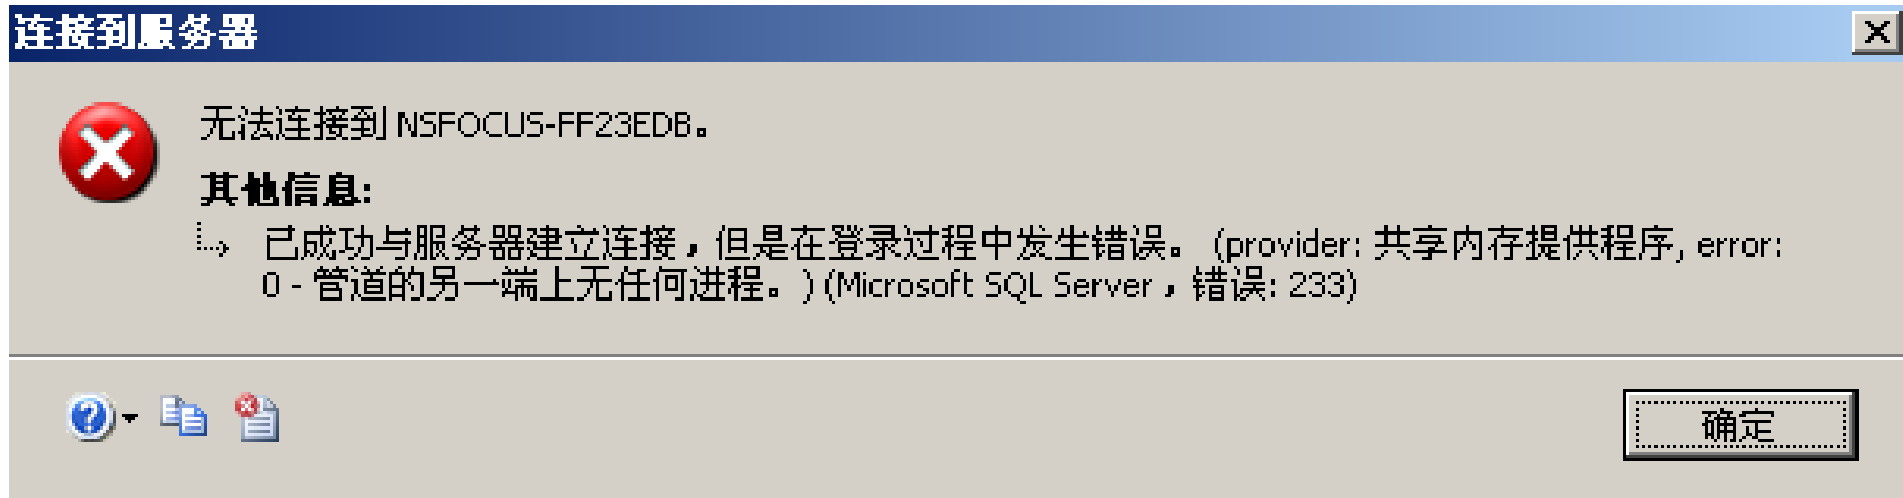 连接到服务器
无法连接到 NSFOCUS-FF23EDB。
其他信息:
已成功与服务器建立连接，但是在登录过程中发生错误。 (provider: 共享内存提供程序, error:
0 - 管道的另一端上无任何进程。) (Microsoft SQL Server，错误: 233)
确定